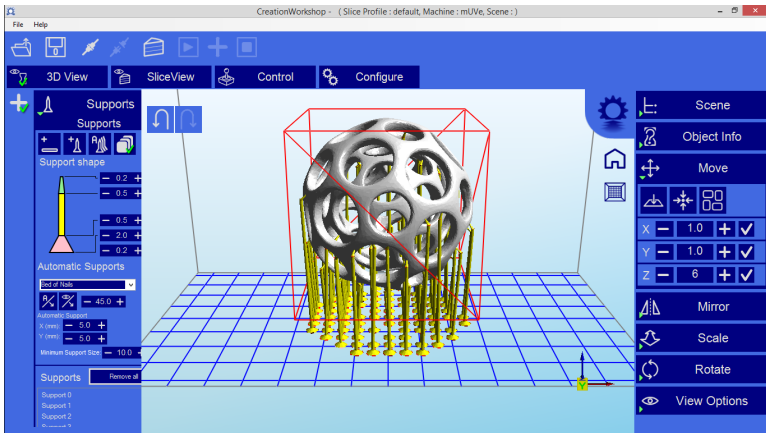 CreationWorkshop - ( Slice Profile : default, Machine : mUVe, Scene : )
File Help
3D View SliceView Control Configure
Supports
Supports
Support shape
0.2
0.5
0.5
2.0
0.2
Automatic Supports
Bed of Nails
45.0
Automatic Support
X (mm): 5.0
Y (mm): 5.0
Minimum Support Size: 10.0
Supports Remove all
Support 0
Support 1
Support 2
Support 3
Scene
Object Info
Move
X 1.0
Y 1.0
Z 6
Mirror
Scale
Rotate
View Options